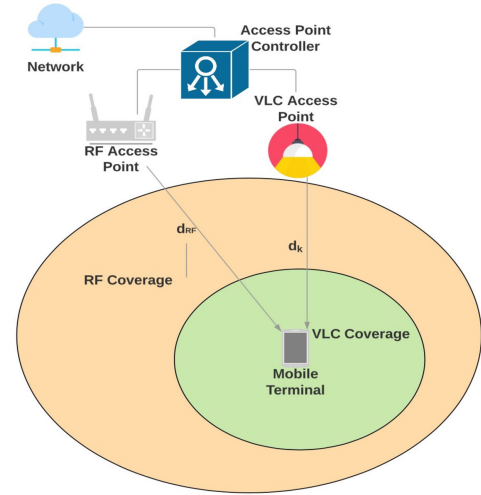 Access Point
Controller
Network
VLC Access
Point
RF Access
Point
dRF
dk
RF Coverage
VLC Coverage
Mobile
Terminal